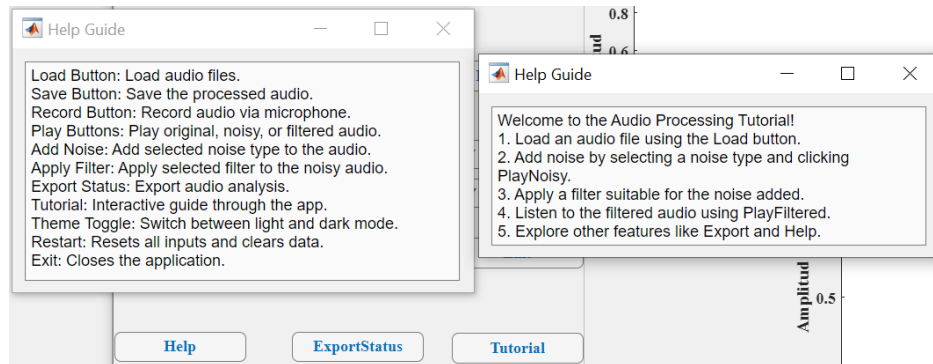 Help Guide
Load Button: Load audio files.
Save Button: Save the processed audio.
Record Button: Record audio via microphone.
Play Buttons: Play original, noisy, or filtered audio.
Add Noise: Add selected noise type to the audio.
Apply Filter: Apply selected filter to the noisy audio.
Export Status: Export audio analysis.
Tutorial: Interactive guide through the app.
Theme Toggle: Switch between light and dark mode.
Restart: Resets all inputs and clears data.
Exit: Closes the application.
Help Guide
Welcome to the Audio Processing Tutorial!
1. Load an audio file using the Load button.
2. Add noise by selecting a noise type and clicking
PlayNoisy.
3. Apply a filter suitable for the noise added.
4. Listen to the filtered audio using PlayFiltered.
5. Explore other features like Export and Help.
0.8
0.6
ud
Amplitud
0.5
Help
ExportStatus
Tutorial